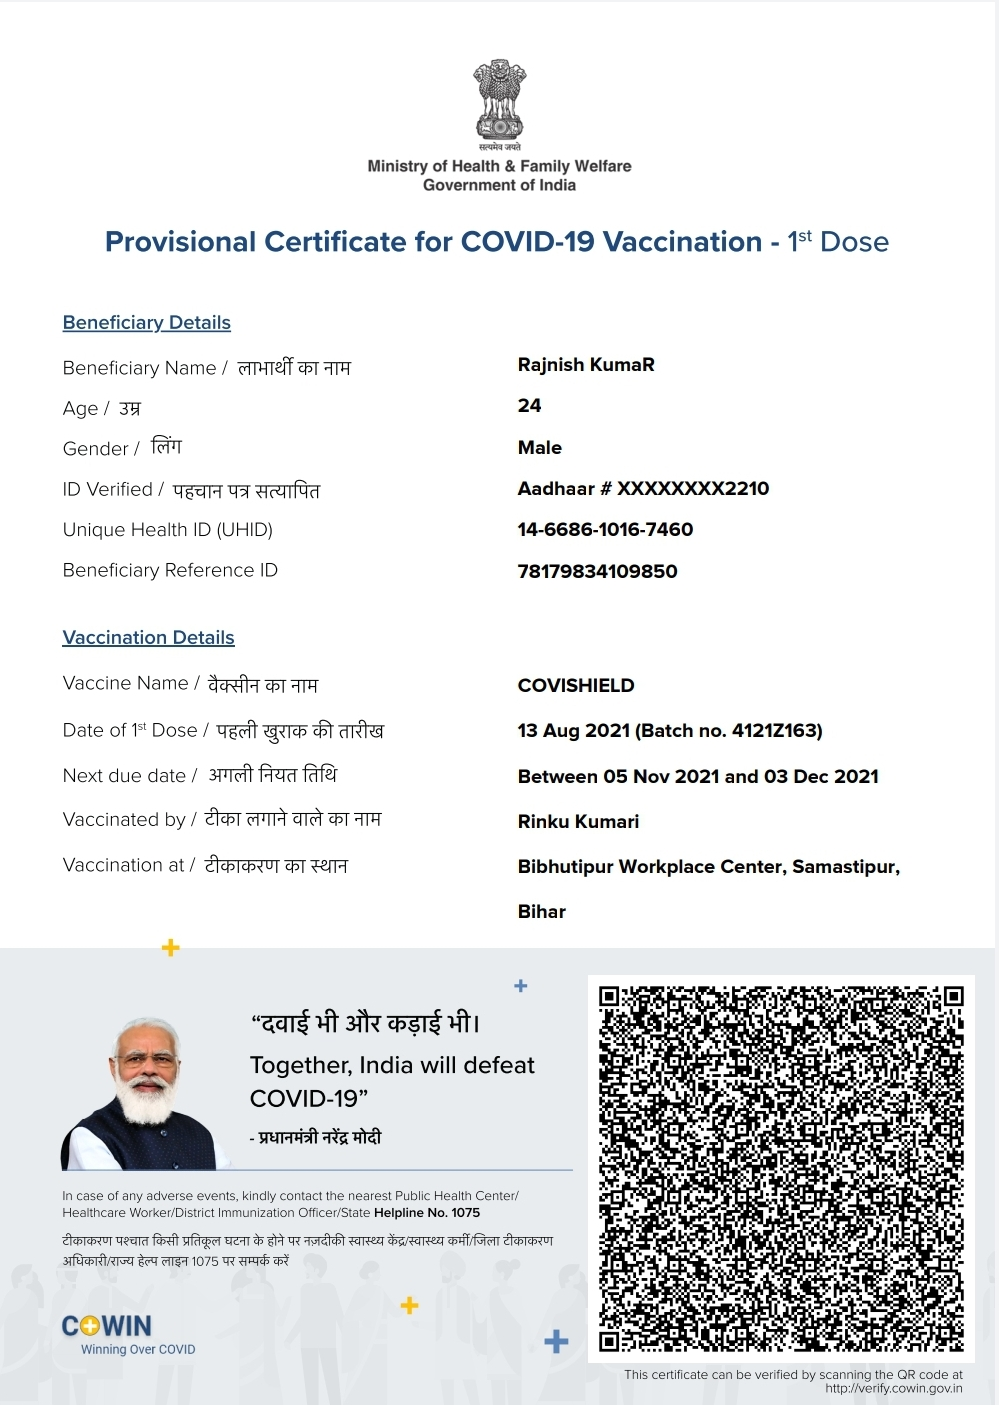 सत्यमेव जयते
Ministry of Health & Family Welfare
Government of India
Provisional Certificate for COVID-19 Vaccination - 1st Dose
Beneficiary Details
Beneficiary Name / लाभार्थी का नाम Rajnish KumaR
Age / उम्र 24
Gender / लिंग Male
ID Verified / पहचान पत्र सत्यापित Aadhaar # XXXXXXXX2210
Unique Health ID (UHID) 14-6686-1016-7460
Beneficiary Reference ID 78179834109850
Vaccination Details
Vaccine Name / वैक्सीन का नाम COVISHIELD
Date of 1st Dose / पहली खुराक की तारीख 13 Aug 2021 (Batch no. 4121Z163)
Next due date / अगली नियत तिथि Between 05 Nov 2021 and 03 Dec 2021
Vaccinated by / टीका लगाने वाले का नाम Rinku Kumari
Vaccination at / टीकाकरण का स्थान Bibhutipur Workplace Center, Samastipur,
Bihar
“दवाई भी और कड़ाई भी।
Together, India will defeat
COVID-19”
- प्रधानमंत्री नरेंद्र मोदी
In case of any adverse events, kindly contact the nearest Public Health Center/
Healthcare Worker/District Immunization Officer/State Helpline No. 1075
टीकाकरण पश्चात किसी प्रतिकूल घटना के होने पर नज़दीकी स्वास्थ्य केंद्र/स्वास्थ्य कर्मी/जिला टीकाकरण
अधिकारी/राज्य हेल्प लाइन 1075 पर सम्पर्क करें
COWIN
Winning Over COVID
This certificate can be verified by scanning the QR code at
http://verify.cowin.gov.in